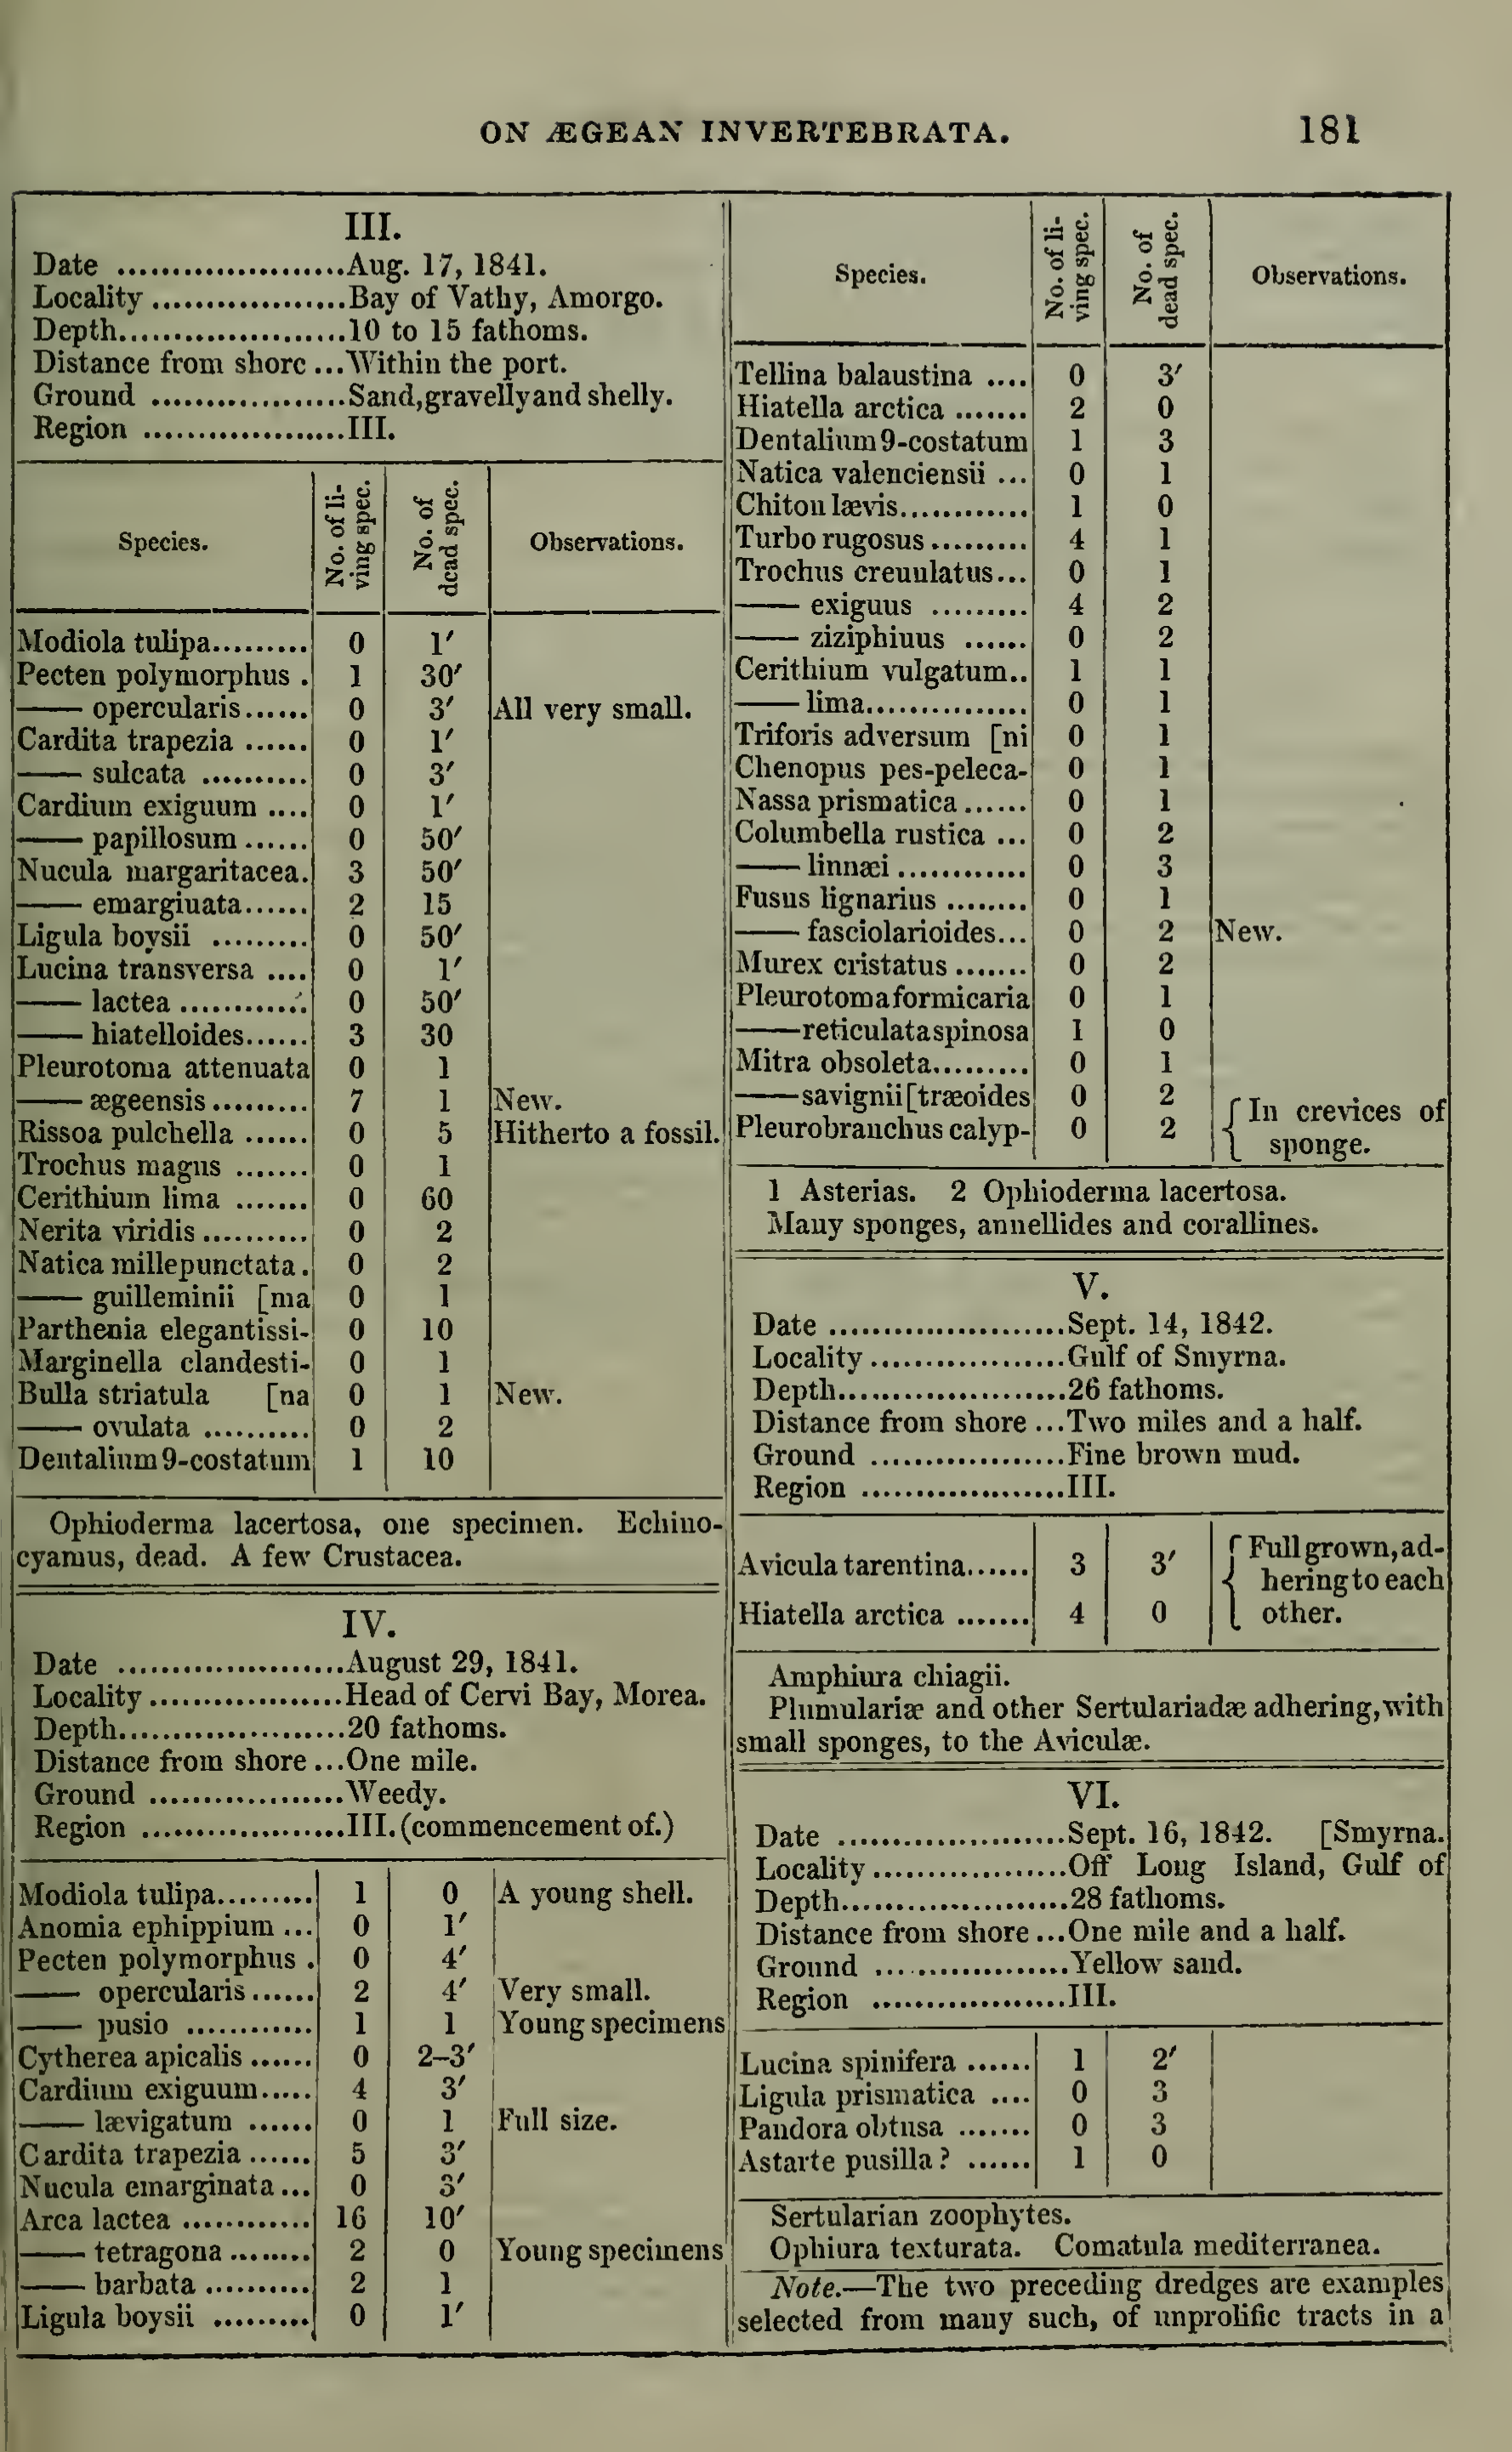 ON ÆGEAN INVERTEBRATA. 181
III.
Date .....................Aug. 17, 1841.
Locality ..................Bay of Vathy, Amorgo.
Depth.....................10 to 15 fathoms.
Distance from shore ...Within the port.
Ground ..................Sand, gravelly and shelly.
Region ...................III.
Species. No. of living spec. No. of dead spec. Observations.
Modiola tulipa......... 0 1′
Pecten polymorphus . 1 30′
—— opercularis...... 0 3′ All very small.
Cardita trapezia ...... 0 1′
—— sulcata .......... 0 3′
Cardium exiguum .... 0 1′
—— papillosum ...... 0 50′
Nucula margaritacea. 3 50′
—— emarginata...... 2 15
Ligula boysii ......... 0 50′
Lucina transversa .... 0 1′
—— lactea ............ 0 50′
—— hiatelloides...... 3 30
Pleurotoma attenuata 0 1
—— ægeensis ......... 7 1 New.
Rissoa pulchella ...... 0 5 Hitherto a fossil.
Trochus magus ....... 0 1
Cerithium lima ....... 0 60
Nerita viridis .......... 0 2
Natica millepunctata . 0 2
—— guilleminii [ma 0 1
Parthenia elegantissi- 0 10
Marginella clandesti- 0 1
Bulla striatula [na 0 1 New.
—— ovulata .......... 0 2
Dentalium 9-costatum 1 10
Ophioderma lacertosa, one specimen. Echino-
cyamus, dead. A few Crustacea.
IV.
Date .....................August 29, 1841.
Locality ..................Head of Cervi Bay, Morea.
Depth.....................20 fathoms.
Distance from shore ...One mile.
Ground ..................Weedy.
Region ...................III. (commencement of.)
Modiola tulipa......... 1 0 A young shell.
Anomia ephippium ... 0 1′
Pecten polymorphus . 0 4′
—— opercularis ...... 2 4′ Very small.
—— pusio ............ 1 1 Young specimens
Cytherea apicalis ...... 0 2–3′
Cardium exiguum..... 4 3′
—— lævigatum ...... 0 1 Full size.
Cardita trapezia ...... 5 3′
Nucula emarginata ... 0 3′
Arca lactea ............ 16 10′
—— tetragona ........ 2 0 Young specimens
—— barbata .......... 2 1
Ligula boysii ......... 0 1′
Species. No. of living spec. No. of dead spec. Observations.
Tellina balaustina .... 0 3′
Hiatella arctica ....... 2 0
Dentalium 9-costatum 1 3
Natica valenciensii ... 0 1
Chiton lævis............ 1 0
Turbo rugosus ......... 4 1
Trochus crenulatus... 0 1
—— exiguus ......... 4 2
—— ziziphinus ...... 0 2
Cerithium vulgatum.. 1 1
—— lima............... 0 1
Triforis adversum [ni 0 1
Chenopus pes-peleca- 0 1
Nassa prismatica ...... 0 1
Columbella rustica ... 0 2
—— linnæi ............ 0 3
Fusus lignarius ........ 0 1
—— fasciolarioides... 0 2 New.
Murex cristatus ....... 0 2
Pleurotoma formicaria 0 1
—— reticulata spinosa 1 0
Mitra obsoleta......... 0 1
—— savignii [træoides 0 2
Pleurobranchus calyp- 0 2 { In crevices of
sponge.
1 Asterias. 2 Ophioderma lacertosa.
Many sponges, annellides and corallines.
V.
Date ......................Sept. 14, 1842.
Locality ..................Gulf of Smyrna.
Depth.....................26 fathoms.
Distance from shore ...Two miles and a half.
Ground ..................Fine brown mud.
Region ...................III.
Avicula tarentina...... 3 3′ { Full grown, ad-
hering to each
Hiatella arctica ....... 4 0 other.
Amphiura chiagii.
Plumulariæ and other Sertulariadæ adhering, with
small sponges, to the Aviculæ.
VI.
Date .....................Sept. 16, 1842. [Smyrna.
Locality ..................Off Long Island, Gulf of
Depth.....................28 fathoms.
Distance from shore ...One mile and a half.
Ground ..................Yellow sand.
Region ..................III.
Lucina spinifera ...... 1 2′
Ligula prismatica .... 0 3
Pandora obtusa ....... 0 3
Astarte pusilla ? ...... 1 0
Sertularian zoophytes.
Ophiura texturata. Comatula mediterranea.
Note.—The two preceding dredges are examples
selected from many such, of unprolific tracts in a